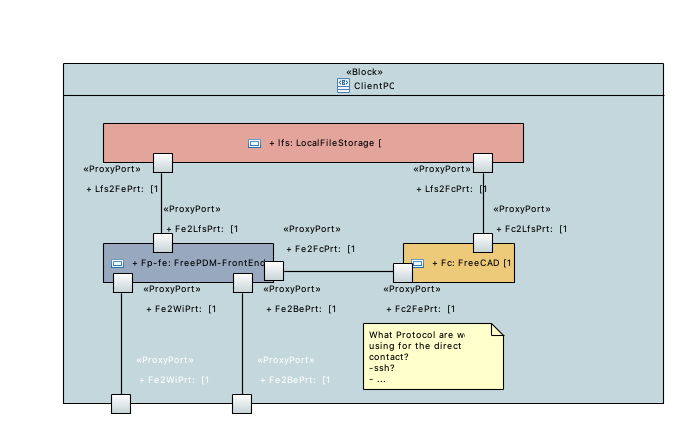 «Block»
ClientPC
+ lfs: LocalFileStorage [
«ProxyPort»
+ Lfs2FePrt: [1
«ProxyPort»
+ Lfs2FcPrt: [1
«ProxyPort»
+ Fe2LfsPrt: [1
«ProxyPort»
+ Fc2LfsPrt: [1
«ProxyPort»
+ Fe2FcPrt: [1
+ Fp-fe: FreePDM-FrontEnd
+ Fc: FreeCAD [1
«ProxyPort»
+ Fe2WiPrt: [1
«ProxyPort»
+ Fe2BePrt: [1
«ProxyPort»
+ Fc2FePrt: [1
What Protocol are we
using for the direct
contact?
-ssh?
- ...
«ProxyPort»
+ Fe2WiPrt: [1
«ProxyPort»
+ Fe2BePrt: [1